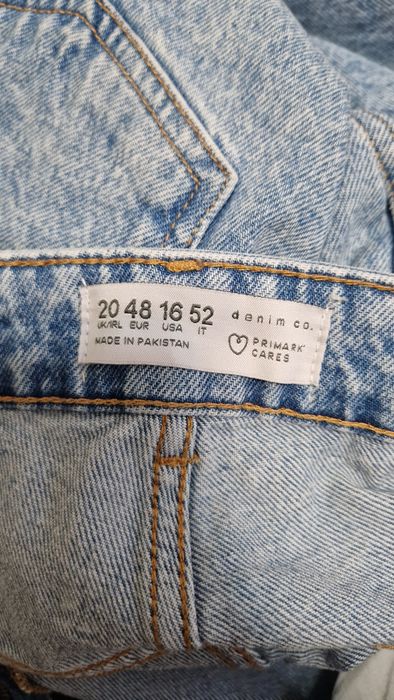 20 48 16 52
UK/IRL EUR USA IT
MADE IN PAKISTAN
denim co.
PRIMARK®
CARES